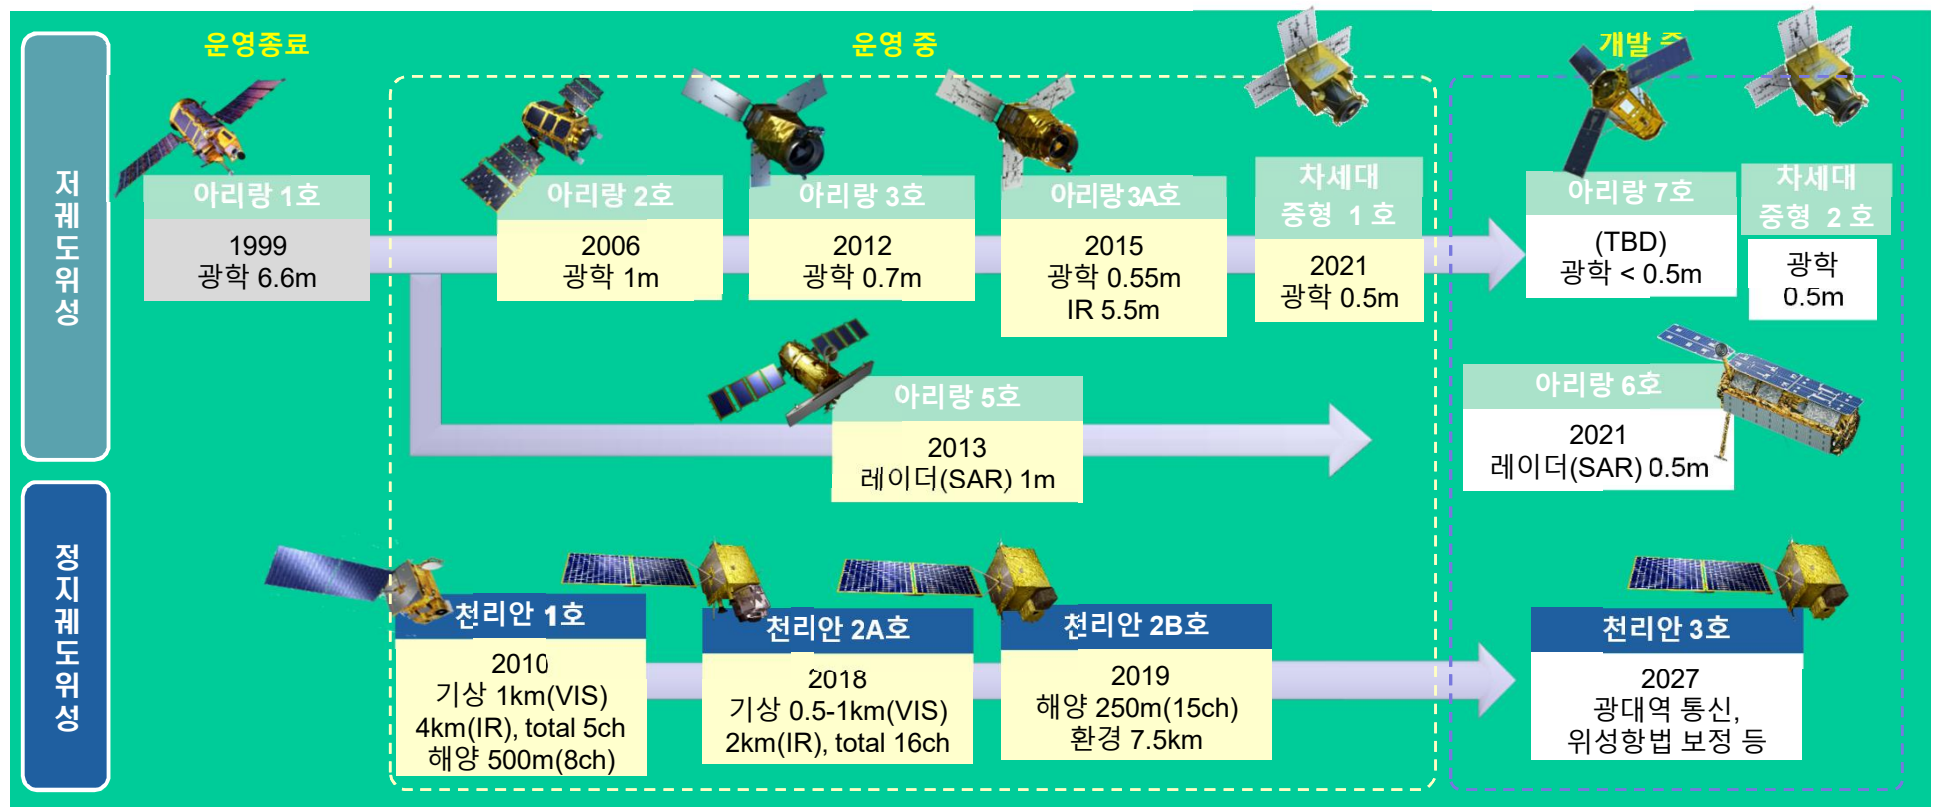 운영종료
운영 중
개발 중
저궤도위성
아리랑 1호
1999
광학 6.6m
아리랑 2호
2006
광학 1m
아리랑 3호
2012
광학 0.7m
아리랑 3A호
2015
광학 0.55m
IR 5.5m
차세대
중형 1 호
2021
광학 0.5m
아리랑 7호
(TBD)
광학 < 0.5m
차세대
중형 2 호
광학
0.5m
아리랑 5호
2013
레이더(SAR) 1m
아리랑 6호
2021
레이더(SAR) 0.5m
정지궤도위성
천리안 1호
2010
기상 1km(VIS)
4km(IR), total 5ch
해양 500m(8ch)
천리안 2A호
2018
기상 0.5-1km(VIS)
2km(IR), total 16ch
천리안 2B호
2019
해양 250m(15ch)
환경 7.5km
천리안 3호
2027
광대역 통신,
위성항법 보정 등